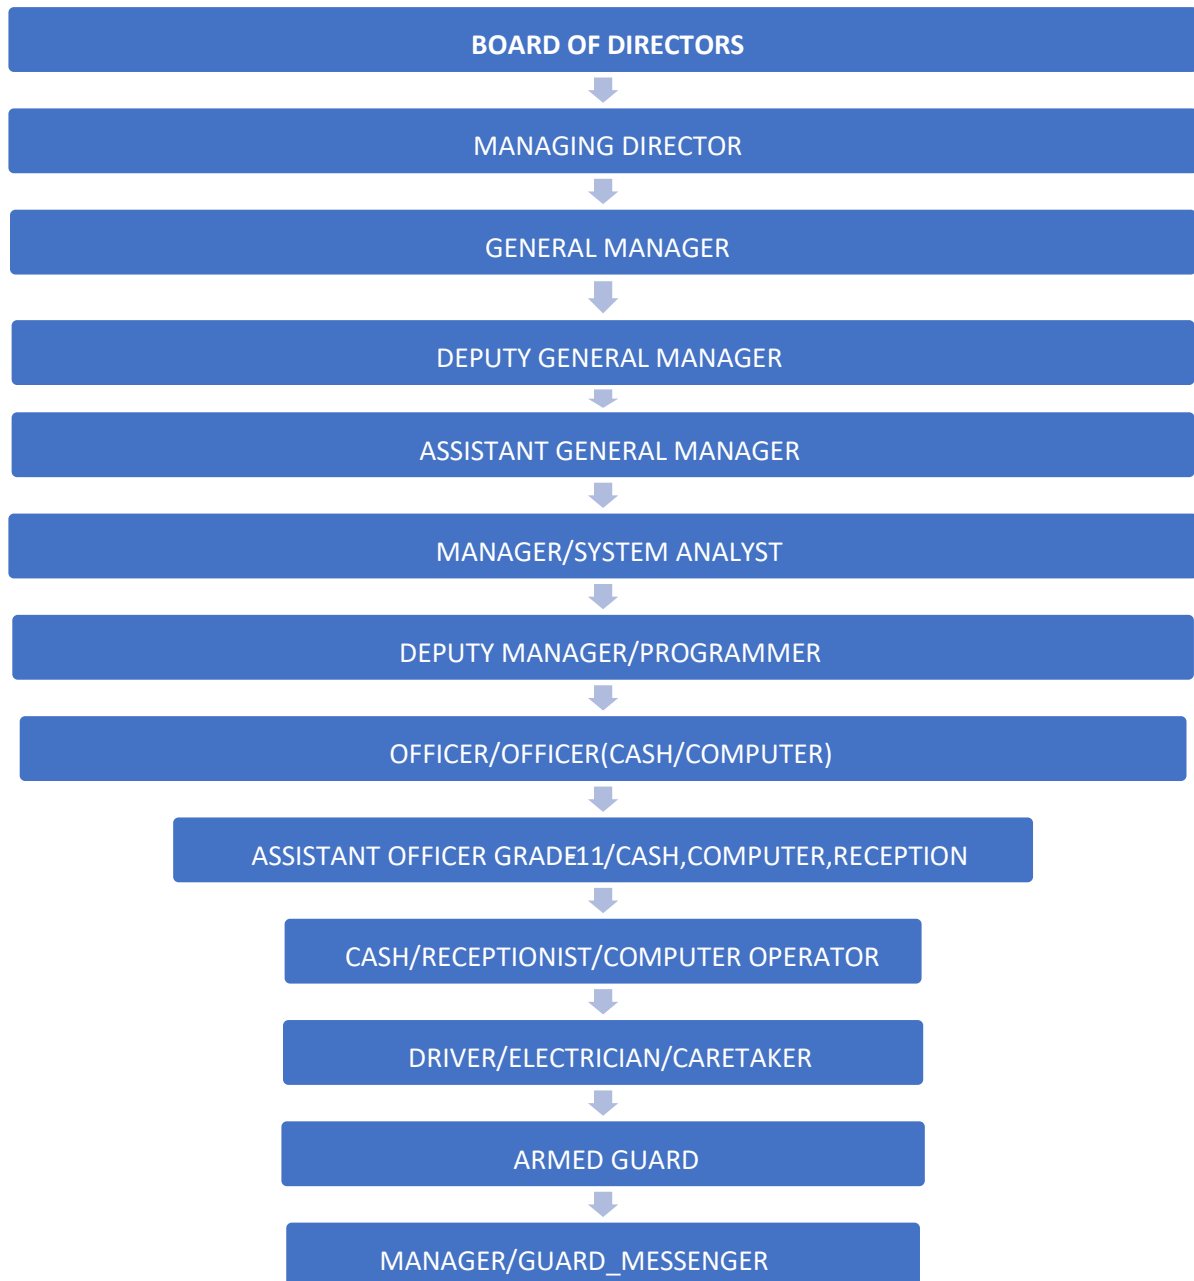 BOARD OF DIRECTORS
MANAGING DIRECTOR
GENERAL MANAGER
DEPUTY GENERAL MANAGER
ASSISTANT GENERAL MANAGER
MANAGER/SYSTEM ANALYST
DEPUTY MANAGER/PROGRAMMER
OFFICER/OFFICER(CASH/COMPUTER)
ASSISTANT OFFICER GRADE-11/CASH,COMPUTER,RECEPTION
CASH/RECEPTIONIST/COMPUTER OPERATOR
DRIVER/ELECTRICIAN/CARETAKER
ARMED GUARD
MANAGER/GUARD_MESSENGER